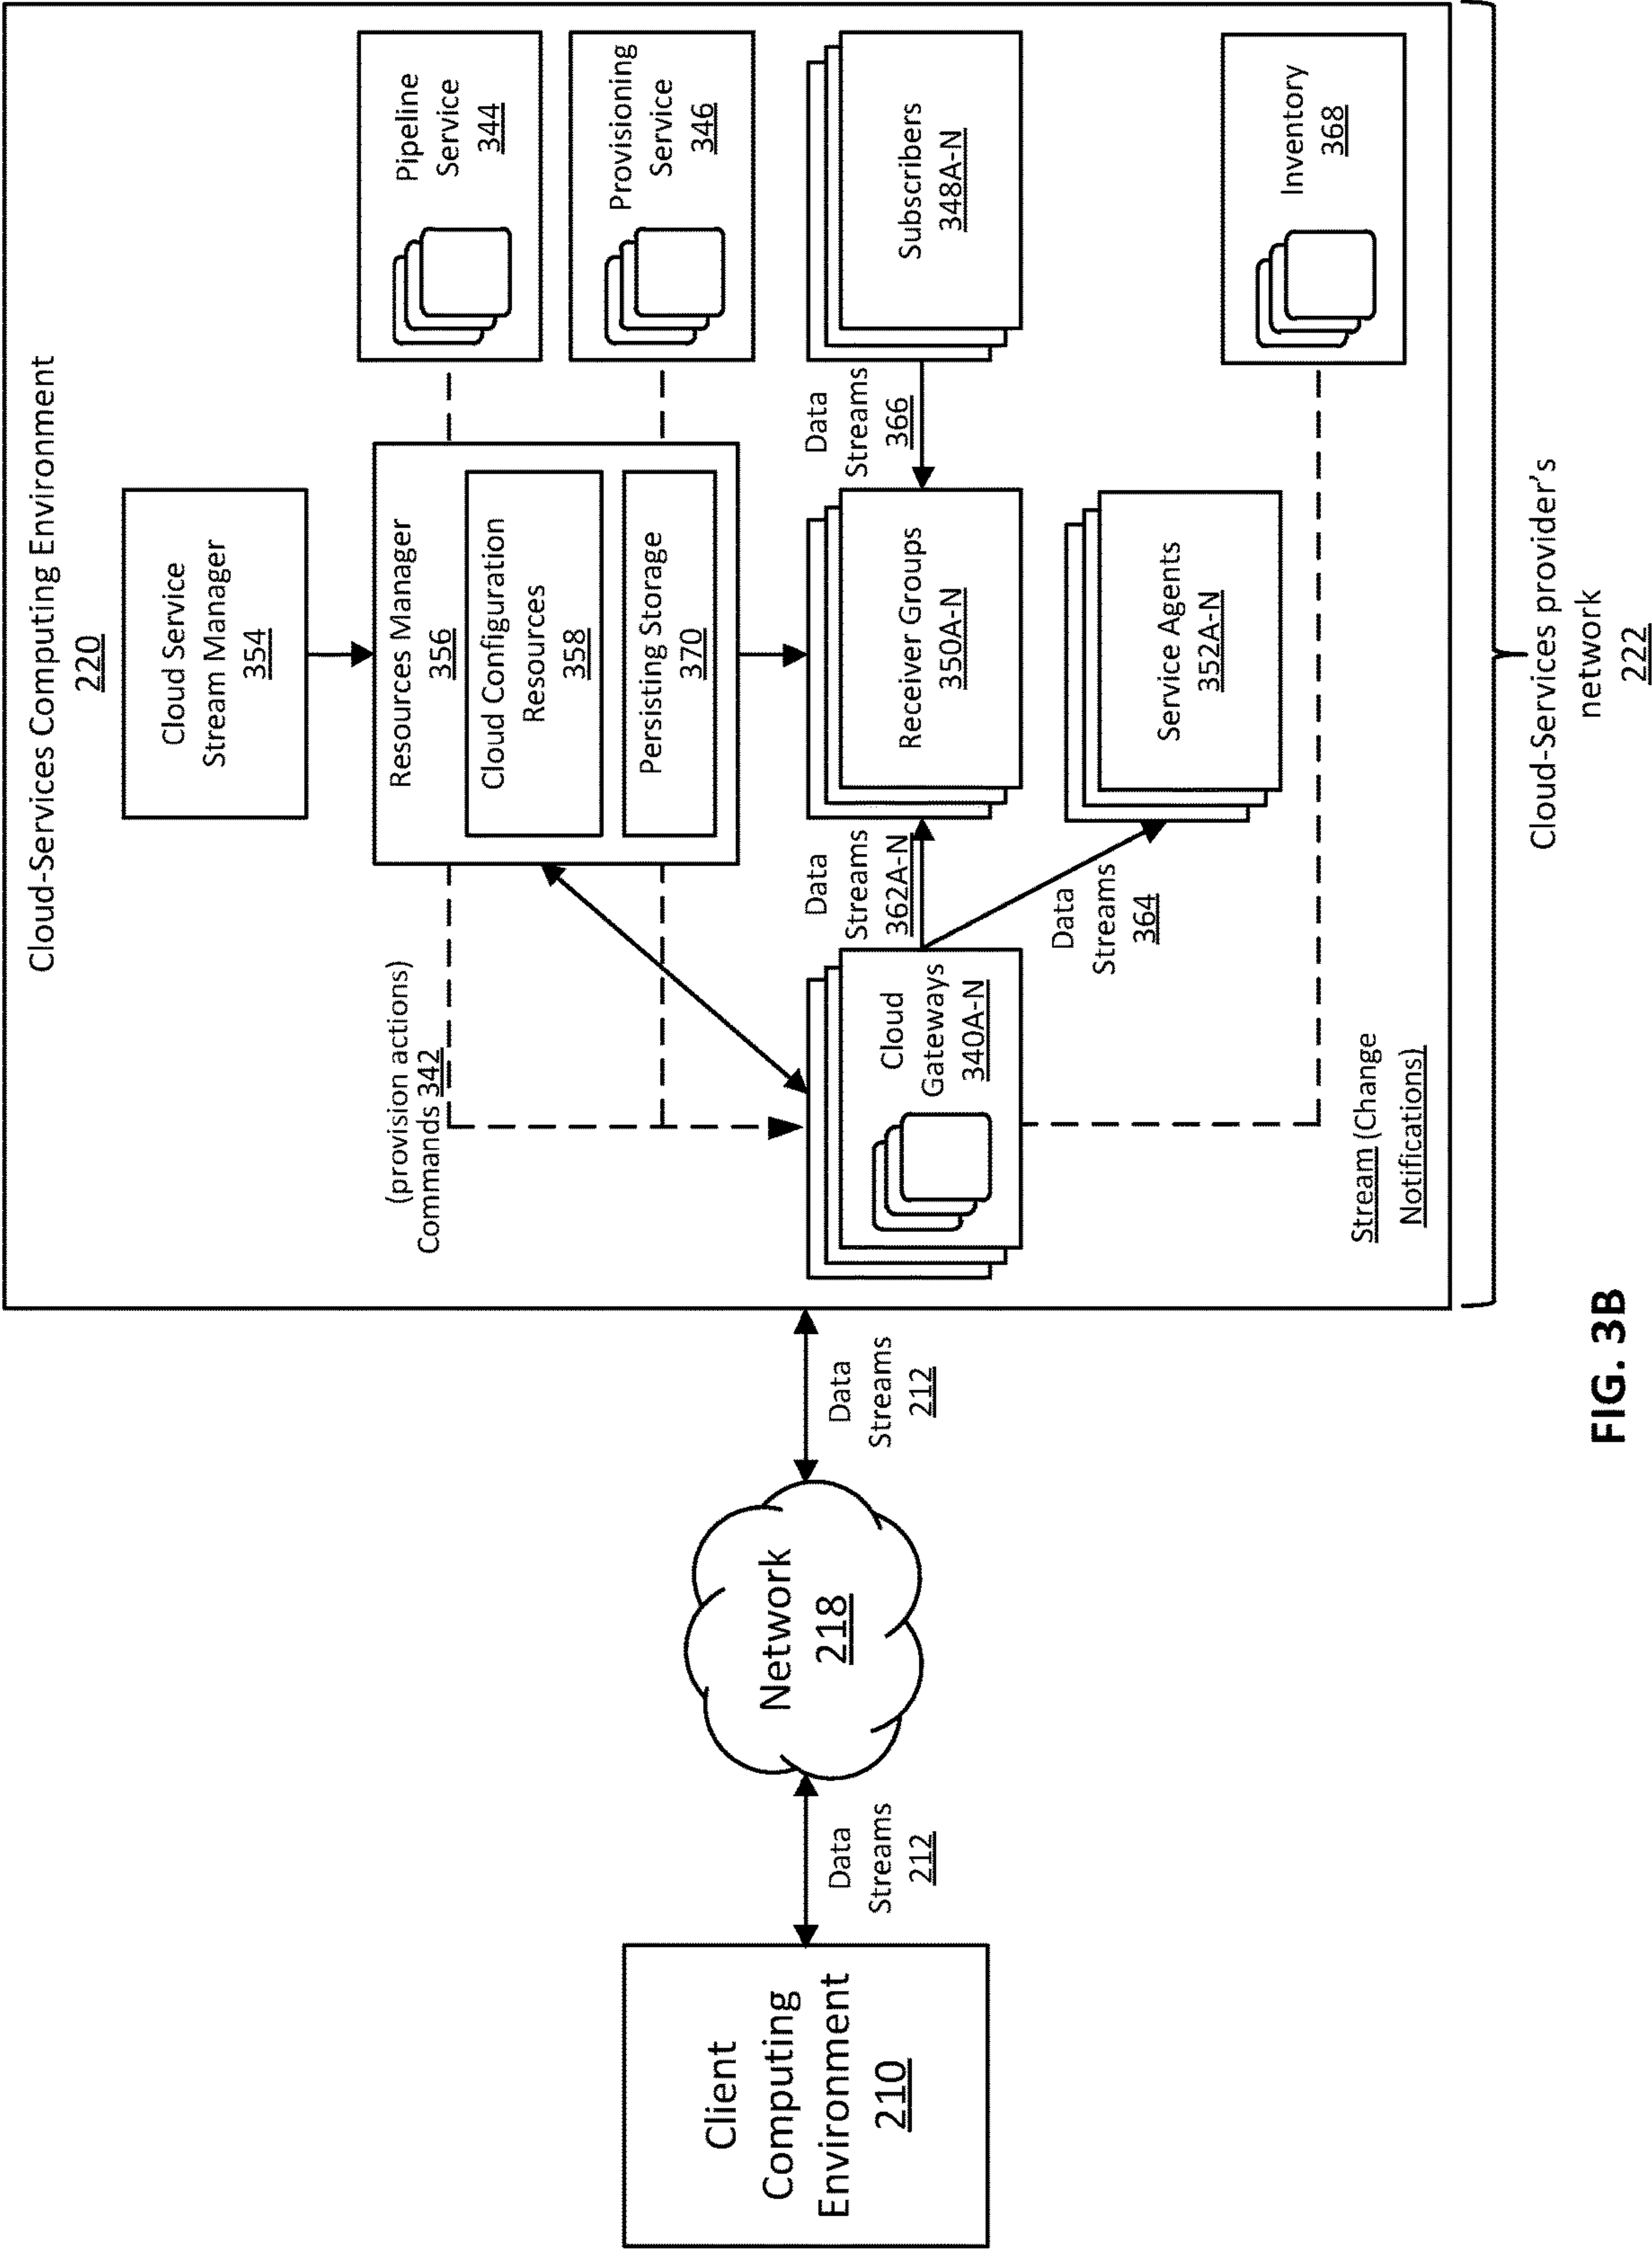 Cloud-Services Computing Environment
220
Cloud Service
Stream Manager
354
Resources Manager
356
Cloud Configuration
Resources
358
Persisting Storage
370
Pipeline
Service
344
Provisioning
Service
346
(provision actions)
Commands 342
Data
Streams
362A-N
Data
Streams
366
Subscribers
348A-N
Receiver Groups
350A-N
Cloud
Gateways
340A-N
Data
Streams
364
Service Agents
352A-N
Inventory
368
Stream (Change
Notifications)
Client
Computing
Environment
210
Data
Streams
212
Network
218
Data
Streams
212
Cloud-Services provider's
network
222
FIG. 3B